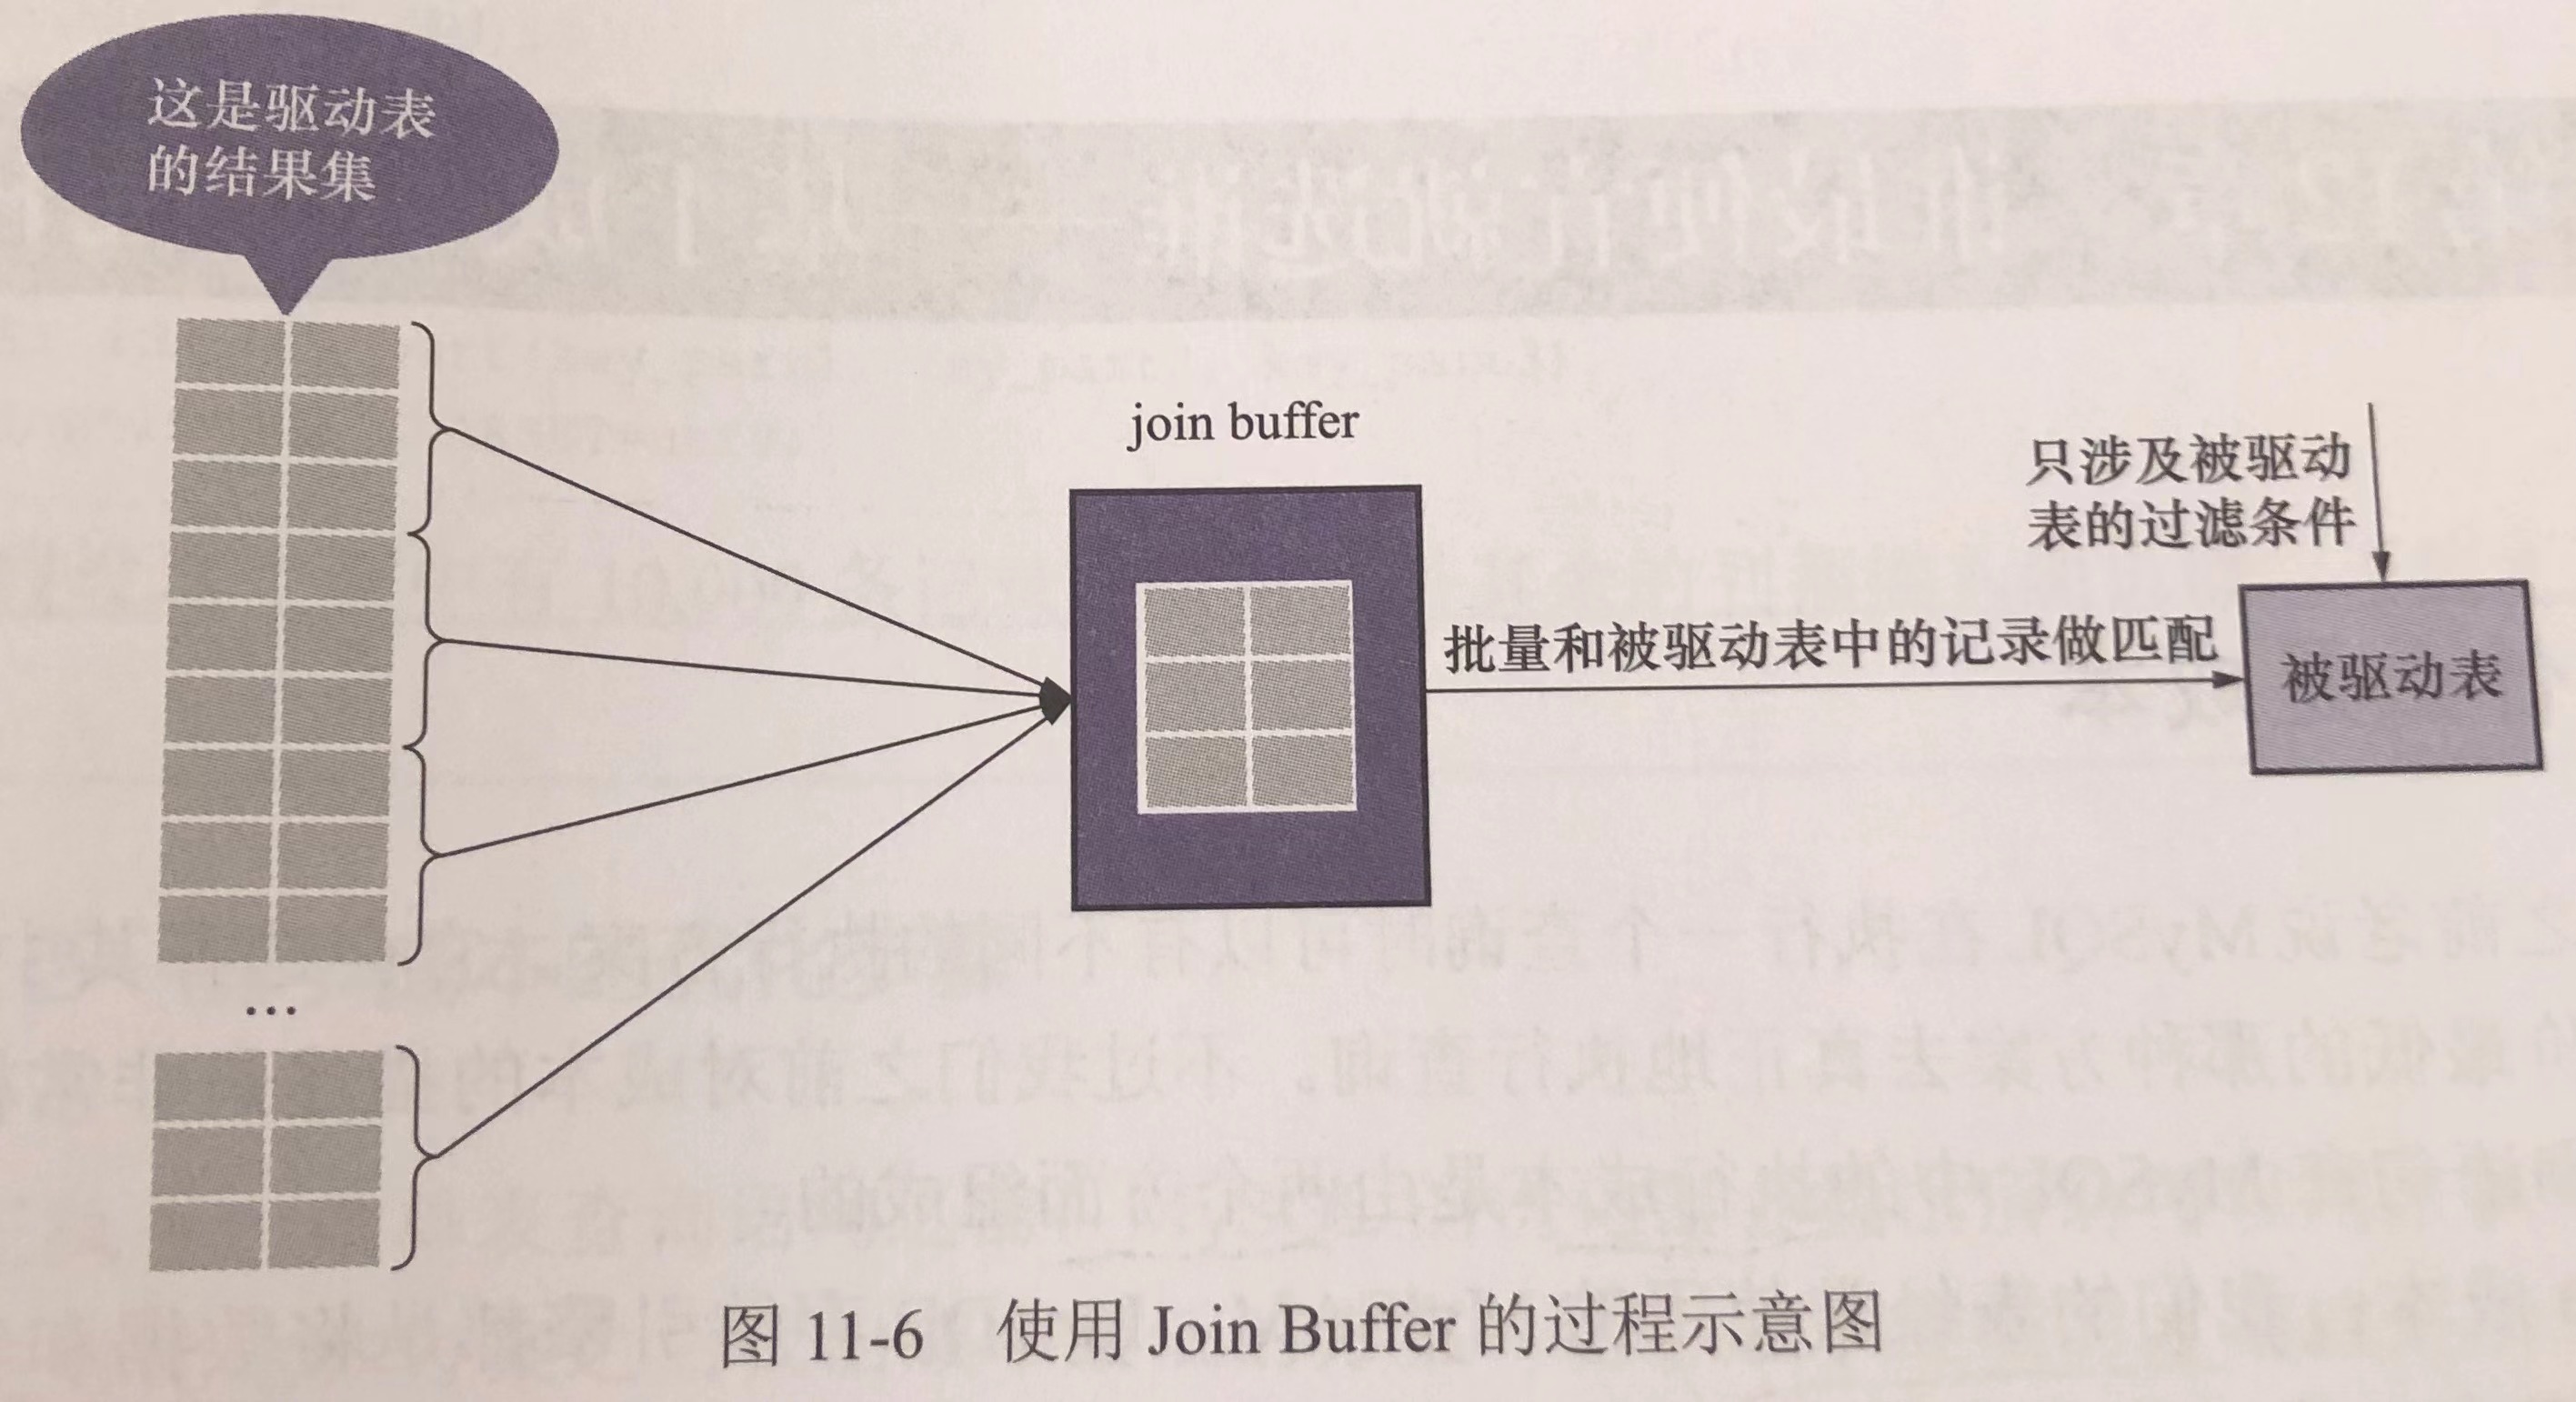 这是驱动表
的结果集
join buffer
只涉及被驱动
表的过滤条件
批量和被驱动表中的记录做匹配
被驱动表
...
图 11-6 使用 Join Buffer 的过程示意图